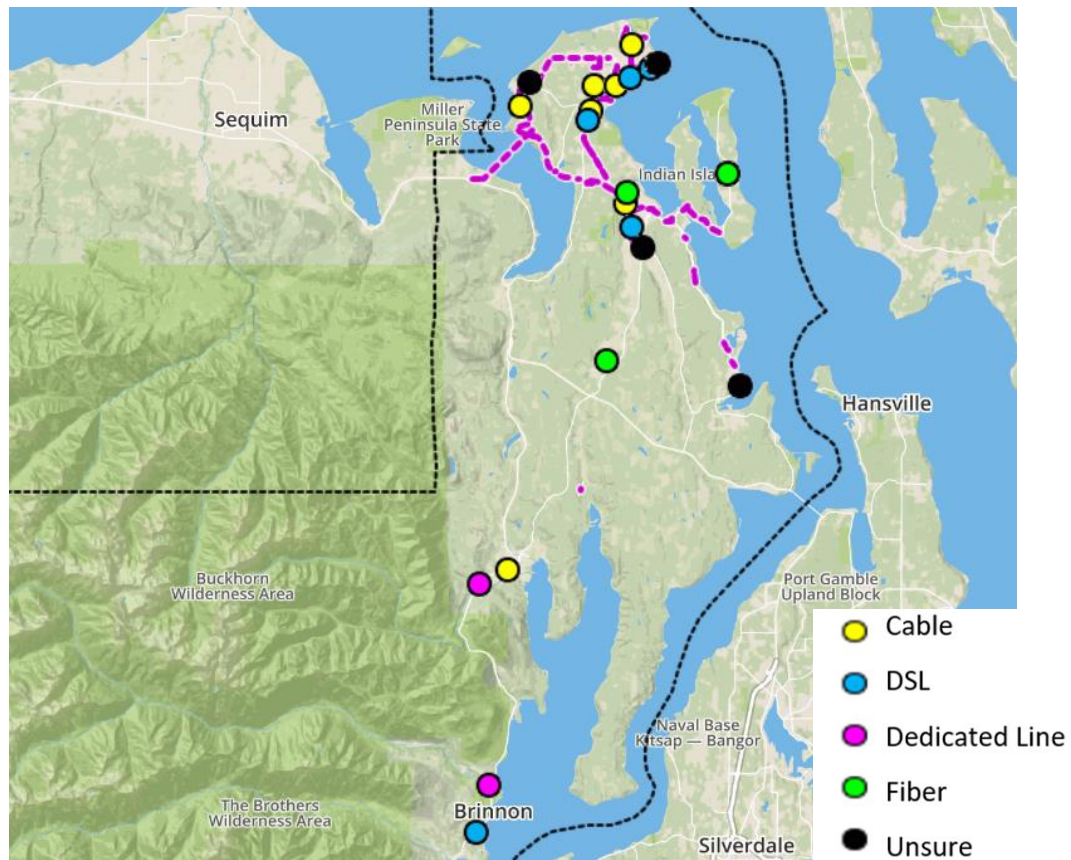 Sequim
Miller
Peninsula State
Park
Indian Isla
Hansville
Buckhorn
Wilderness Area
Port Gamble
Upland Block
Cable
DSL
Naval Base
Kitsap — Bangor
Dedicated Line
Fiber
The Brothers
Wilderness Area
Brinnon
Silverdale
Unsure